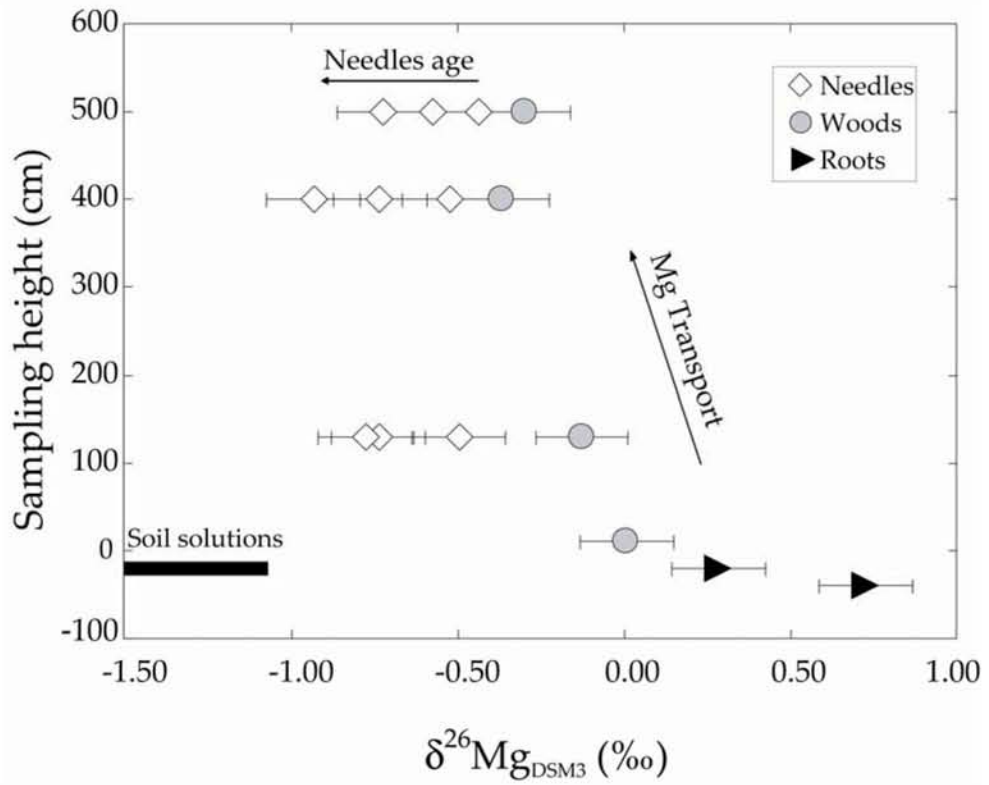 600
500
400
300
200
100
0
-100
Sampling height (cm)
Needles age
Needles
Woods
Roots
Mg Transport
Soil solutions
-1.50
-1.00
-0.50
0.00
0.50
1.00
δ²⁶Mg_DSM3 (‰)